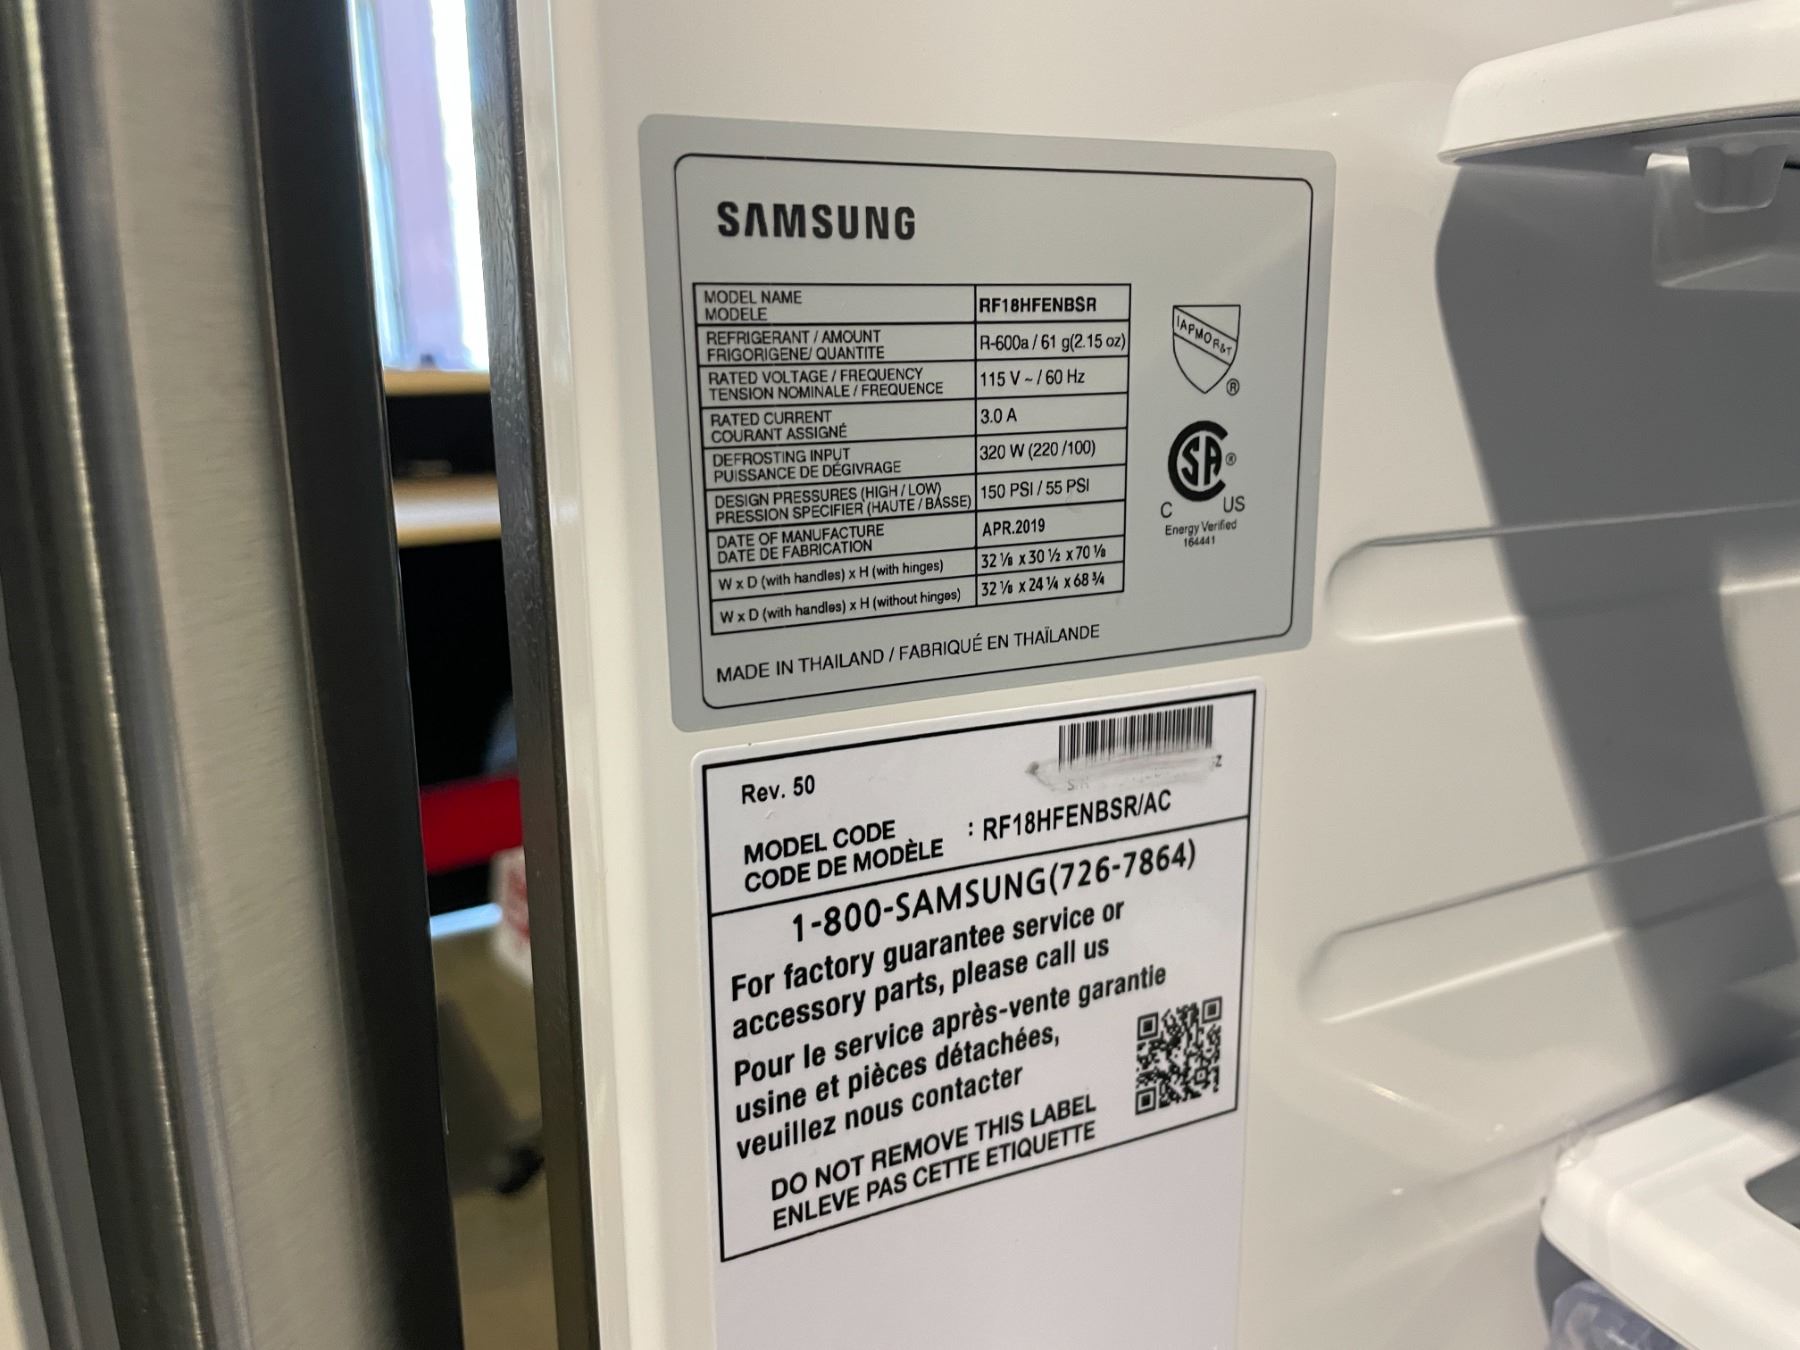 SAMSUNG
MODEL NAME
MODELE
RF18HFENBSR
REFRIGERANT / AMOUNT
FRIGORIGENE/ QUANTITE
R-600a / 61 g(2.15 oz)
RATED VOLTAGE / FREQUENCY
TENSION NOMINALE / FREQUENCE
115 V ~ / 60 Hz
RATED CURRENT
COURANT ASSIGNÉ
3.0 A
DEFROSTING INPUT
PUISSANCE DE DÉGIVRAGE
320 W (220 /100)
DESIGN PRESSURES (HIGH / LOW)
PRESSION SPECIFIER (HAUTE / BASSE)
150 PSI / 55 PSI
DATE OF MANUFACTURE
DATE DE FABRICATION
APR.2019
W x D (with handles) x H (with hinges)
32 ⅛ x 30 ½ x 70 ⅛
W x D (with handles) x H (without hinges)
32 ⅛ x 24 ¼ x 68 ¾
MADE IN THAILAND / FABRIQUÉ EN THAÏLANDE
IAPMO R&T
®
SA ®
C US
Energy Verified
164441
Rev. 50
Z
MODEL CODE
CODE DE MODÈLE
: RF18HFENBSR/AC
1-800-SAMSUNG(726-7864)
For factory guarantee service or
accessory parts, please call us
Pour le service après-vente garantie
usine et pièces détachées,
veuillez nous contacter
DO NOT REMOVE THIS LABEL
ENLEVE PAS CETTE ETIQUETTE